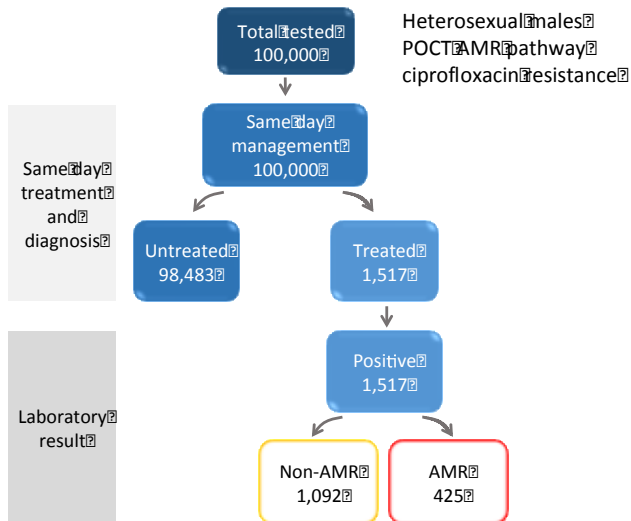 Total tested
100,000
Heterosexual males
POCT AMR pathway
ciprofloxacin resistance
Same day
management
100,000
Same day
treatment
and
diagnosis
Untreated
98,483
Treated
1,517
Positive
1,517
Laboratory
result
Non-AMR
1,092
AMR
425